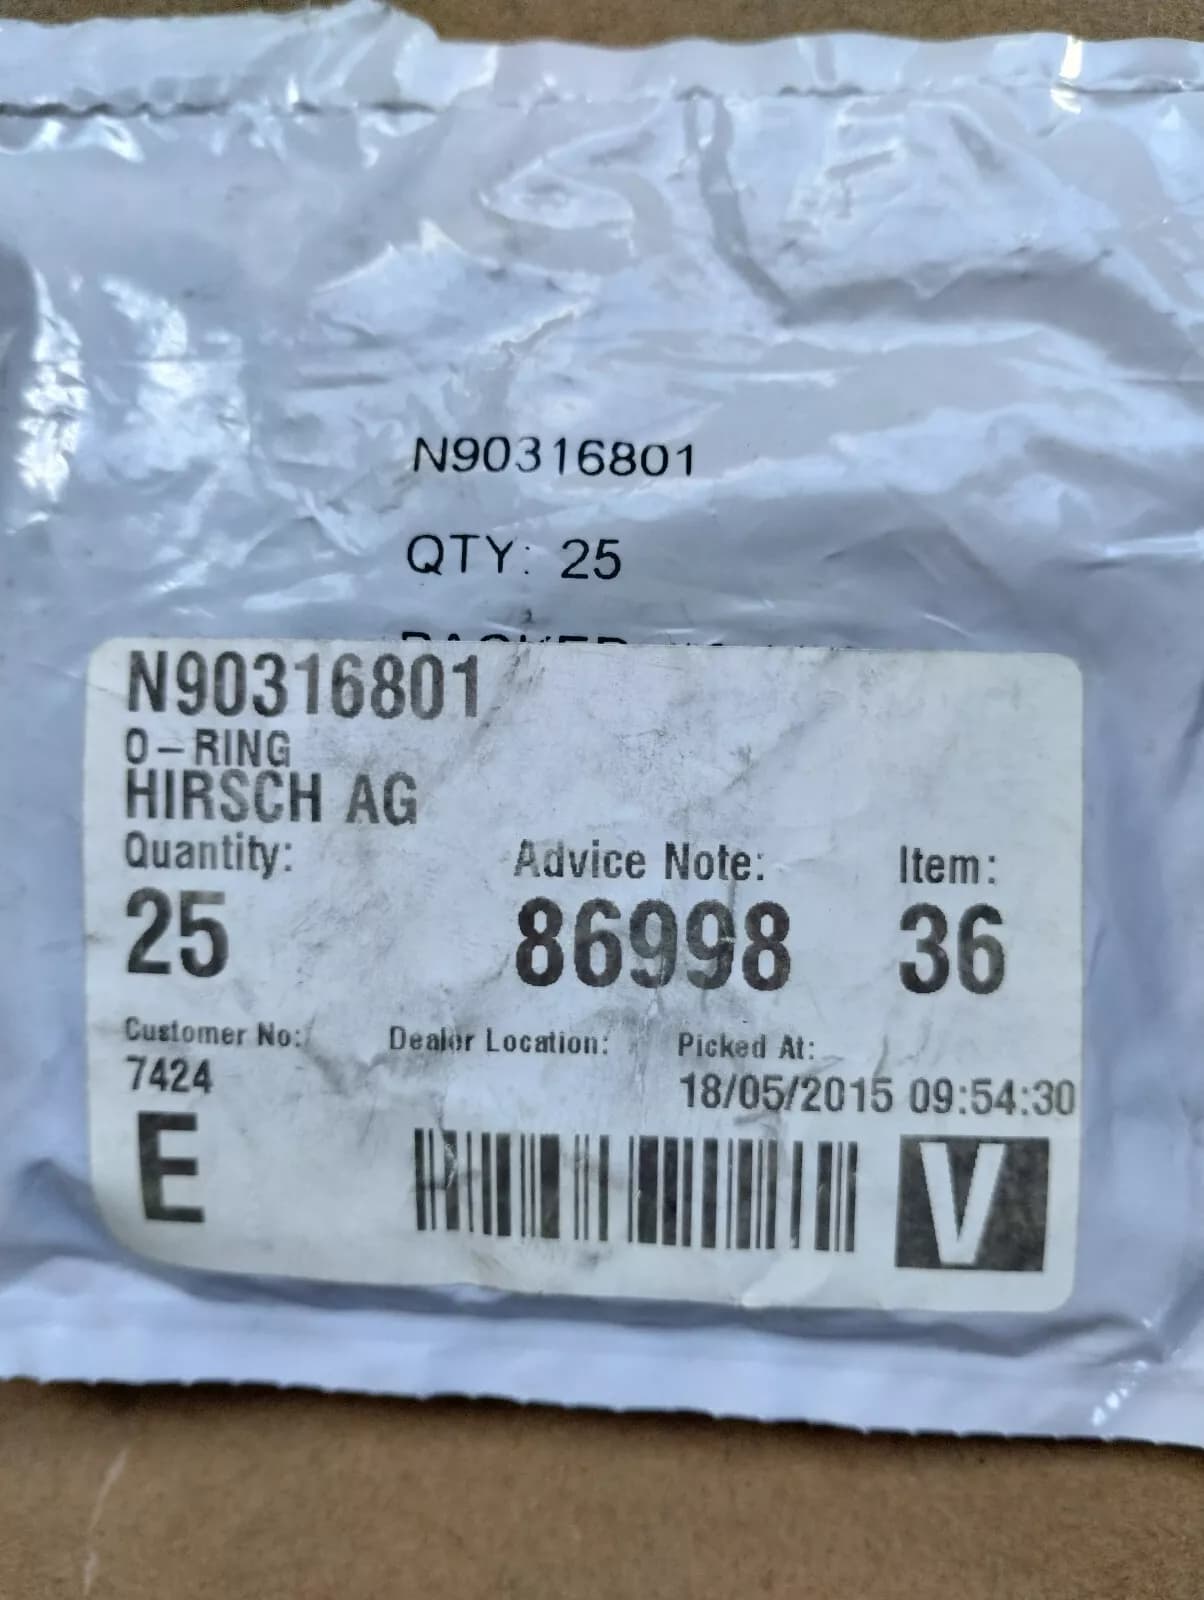 N90316801
QTY: 25
N90316801
O-RING
HIRSCH AG
Quantity: Advice Note: Item:
25 86998 36
Customer No: Dealer Location: Picked At:
7424 18/05/2015 09:54:30
E V